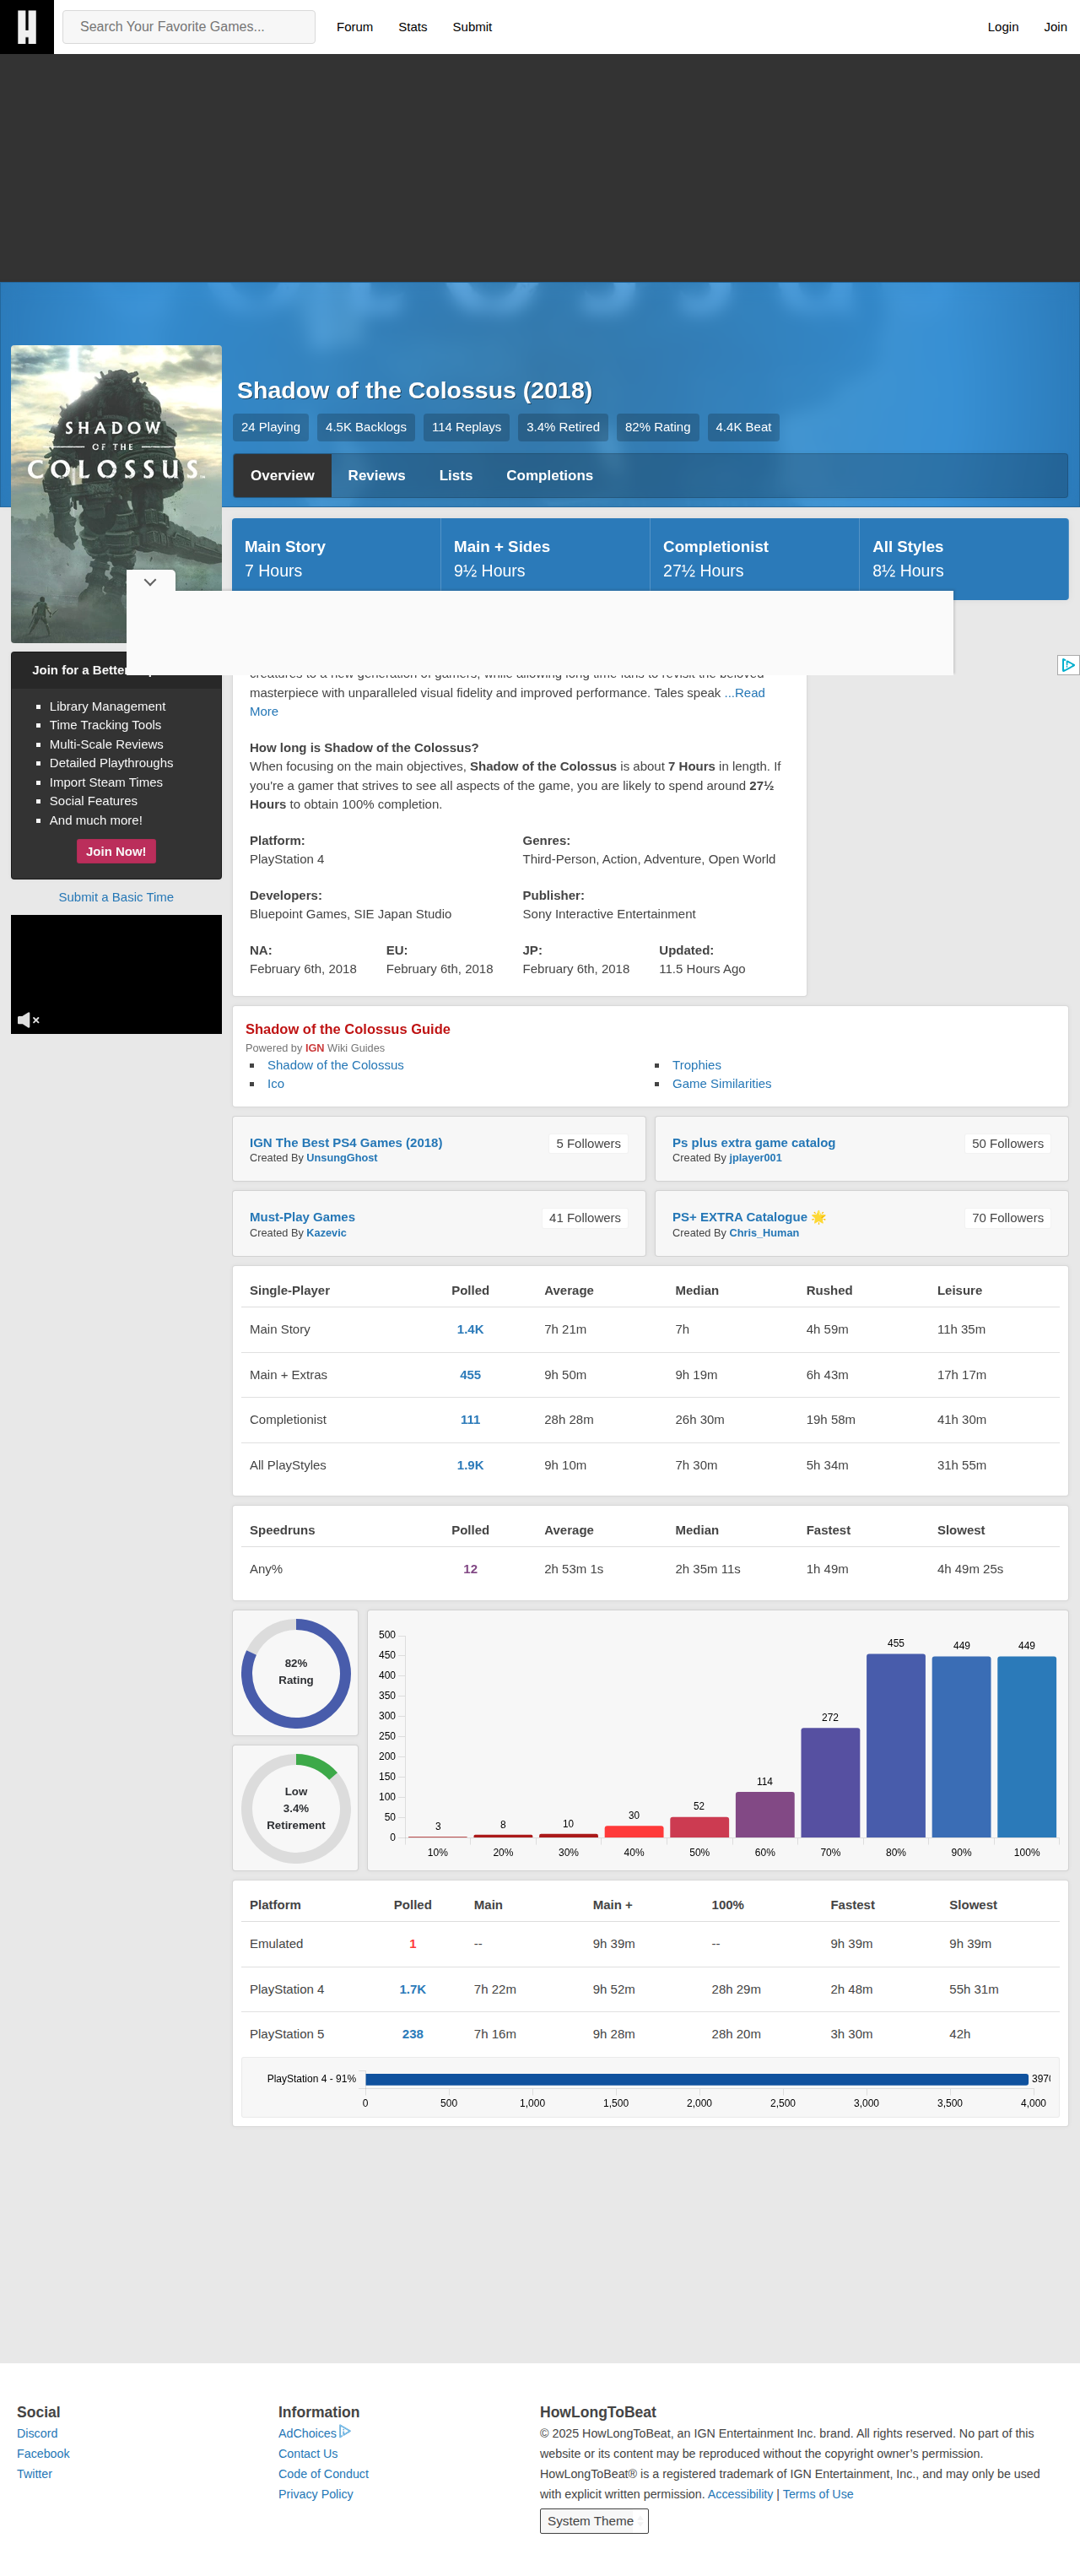 Search Your Favorite Games...
Forum
Stats
Submit
Login
Join
SHADOW
OF THE
COLOSSUS
Shadow of the Colossus (2018)
24 Playing
4.5K Backlogs
114 Replays
3.4% Retired
82% Rating
4.4K Beat
Overview
Reviews
Lists
Completions
Main Story
7 Hours
Main + Sides
9½ Hours
Completionist
27½ Hours
All Styles
8½ Hours
Join for a Better
Library Management
Time Tracking Tools
Multi-Scale Reviews
Detailed Playthroughs
Import Steam Times
Social Features
And much more!
Join Now!
Submit a Basic Time
creatures to a new generation of gamers, while allowing long time fans to revisit the beloved
masterpiece with unparalleled visual fidelity and improved performance. Tales speak ...Read
More
How long is Shadow of the Colossus?
When focusing on the main objectives, Shadow of the Colossus is about 7 Hours in length. If
you're a gamer that strives to see all aspects of the game, you are likely to spend around 27½
Hours to obtain 100% completion.
Platform:
PlayStation 4
Genres:
Third-Person, Action, Adventure, Open World
Developers:
Bluepoint Games, SIE Japan Studio
Publisher:
Sony Interactive Entertainment
NA:
February 6th, 2018
EU:
February 6th, 2018
JP:
February 6th, 2018
Updated:
11.5 Hours Ago
Shadow of the Colossus Guide
Powered by IGN Wiki Guides
Shadow of the Colossus
Trophies
Ico
Game Similarities
IGN The Best PS4 Games (2018)
Created By UnsungGhost
5 Followers
Ps plus extra game catalog
Created By jplayer001
50 Followers
Must-Play Games
Created By Kazevic
41 Followers
PS+ EXTRA Catalogue 🌟
Created By Chris_Human
70 Followers
Single-Player Polled Average Median Rushed Leisure
Main Story 1.4K 7h 21m 7h 4h 59m 11h 35m
Main + Extras 455 9h 50m 9h 19m 6h 43m 17h 17m
Completionist 111 28h 28m 26h 30m 19h 58m 41h 30m
All PlayStyles 1.9K 9h 10m 7h 30m 5h 34m 31h 55m
Speedruns Polled Average Median Fastest Slowest
Any% 12 2h 53m 1s 2h 35m 11s 1h 49m 4h 49m 25s
82%
Rating
Low
3.4%
Retirement
500
450
400
350
300
250
200
150
100
50
0
3 8 10 30 52 114 272 455 449 449
10% 20% 30% 40% 50% 60% 70% 80% 90% 100%
Platform Polled Main Main + 100% Fastest Slowest
Emulated 1 -- 9h 39m -- 9h 39m 9h 39m
PlayStation 4 1.7K 7h 22m 9h 52m 28h 29m 2h 48m 55h 31m
PlayStation 5 238 7h 16m 9h 28m 28h 20m 3h 30m 42h
PlayStation 4 - 91%
0 500 1,000 1,500 2,000 2,500 3,000 3,500 4,000
Social
Discord
Facebook
Twitter
Information
AdChoices
Contact Us
Code of Conduct
Privacy Policy
HowLongToBeat
© 2025 HowLongToBeat, an IGN Entertainment Inc. brand. All rights reserved. No part of this
website or its content may be reproduced without the copyright owner’s permission.
HowLongToBeat® is a registered trademark of IGN Entertainment, Inc., and may only be used
with explicit written permission. Accessibility | Terms of Use
System Theme